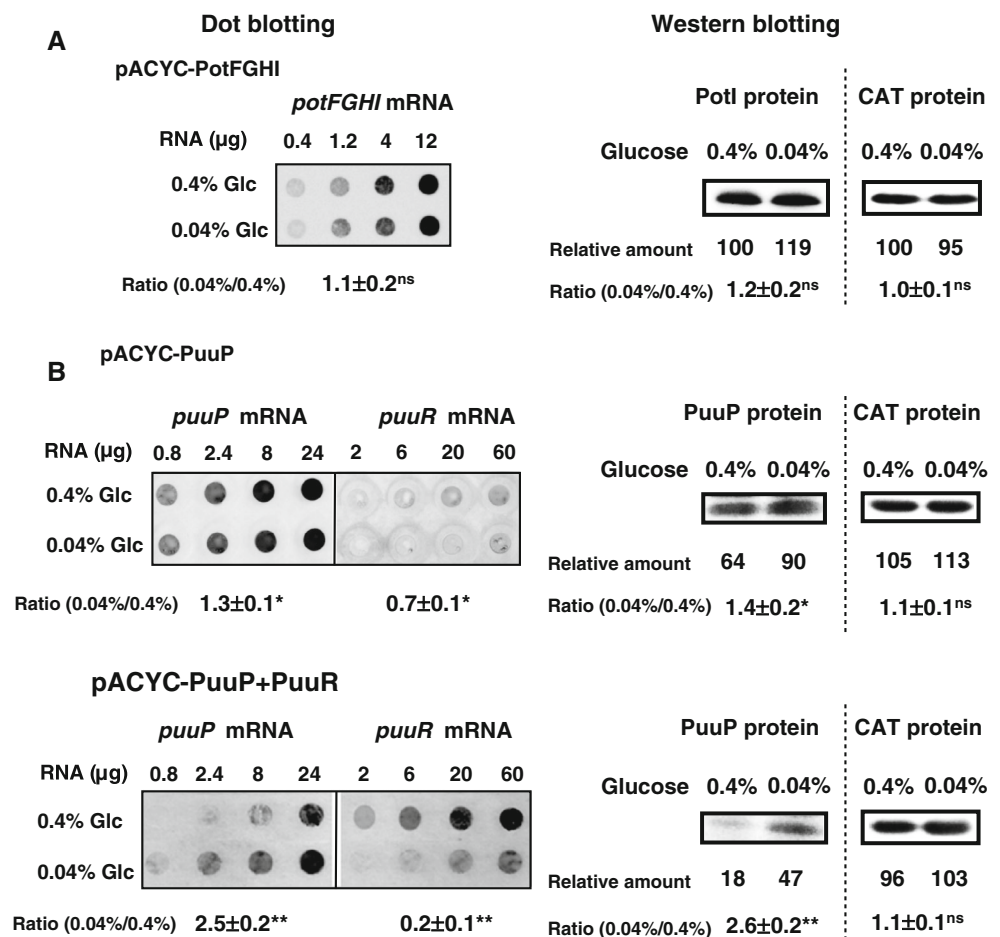 Dot blotting
Western blotting
A
pACYC-PotFGHI
potFGHI mRNA
RNA (µg) 0.4 1.2 4 12
0.4% Glc
0.04% Glc
Ratio (0.04%/0.4%) 1.1±0.2ns
PotI protein CAT protein
Glucose 0.4% 0.04% 0.4% 0.04%
Relative amount 100 119 100 95
Ratio (0.04%/0.4%) 1.2±0.2ns 1.0±0.1ns
B
pACYC-PuuP
puuP mRNA puuR mRNA
RNA (µg) 0.8 2.4 8 24 2 6 20 60
0.4% Glc
0.04% Glc
Ratio (0.04%/0.4%) 1.3±0.1* 0.7±0.1*
PuuP protein CAT protein
Glucose 0.4% 0.04% 0.4% 0.04%
Relative amount 64 90 105 113
Ratio (0.04%/0.4%) 1.4±0.2* 1.1±0.1ns
pACYC-PuuP+PuuR
puuP mRNA puuR mRNA
RNA (µg) 0.8 2.4 8 24 2 6 20 60
0.4% Glc
0.04% Glc
Ratio (0.04%/0.4%) 2.5±0.2** 0.2±0.1**
PuuP protein CAT protein
Glucose 0.4% 0.04% 0.4% 0.04%
Relative amount 18 47 96 103
Ratio (0.04%/0.4%) 2.6±0.2** 1.1±0.1ns